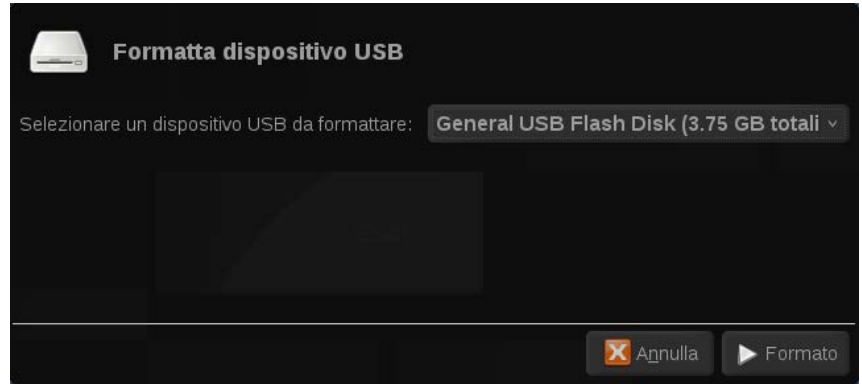 Formatta dispositivo USB
Selezionare un dispositivo USB da formattare: General USB Flash Disk (3.75 GB totali
Annulla Formato